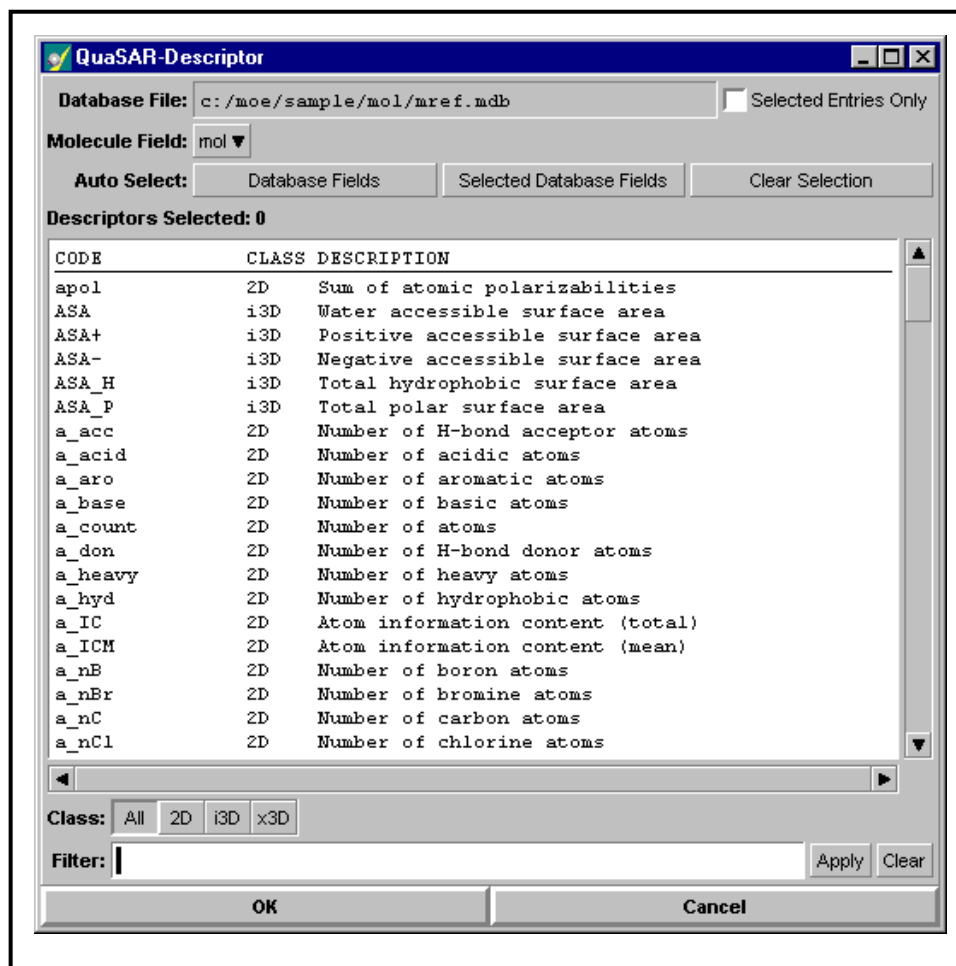 QuaSAR-Descriptor
Database File: c:/moe/sample/mol/mref.mdb Selected Entries Only
Molecule Field: mol
Auto Select: Database Fields Selected Database Fields Clear Selection
Descriptors Selected: 0
CODE CLASS DESCRIPTION
apol 2D Sum of atomic polarizabilities
ASA i3D Water accessible surface area
ASA+ i3D Positive accessible surface area
ASA- i3D Negative accessible surface area
ASA_H i3D Total hydrophobic surface area
ASA_P i3D Total polar surface area
a_acc 2D Number of H-bond acceptor atoms
a_acid 2D Number of acidic atoms
a_aro 2D Number of aromatic atoms
a_base 2D Number of basic atoms
a_count 2D Number of atoms
a_don 2D Number of H-bond donor atoms
a_heavy 2D Number of heavy atoms
a_hyd 2D Number of hydrophobic atoms
a_IC 2D Atom information content (total)
a_ICM 2D Atom information content (mean)
a_nB 2D Number of boron atoms
a_nBr 2D Number of bromine atoms
a_nC 2D Number of carbon atoms
a_nCl 2D Number of chlorine atoms
Class: All 2D i3D x3D
Filter: Apply Clear
OK Cancel